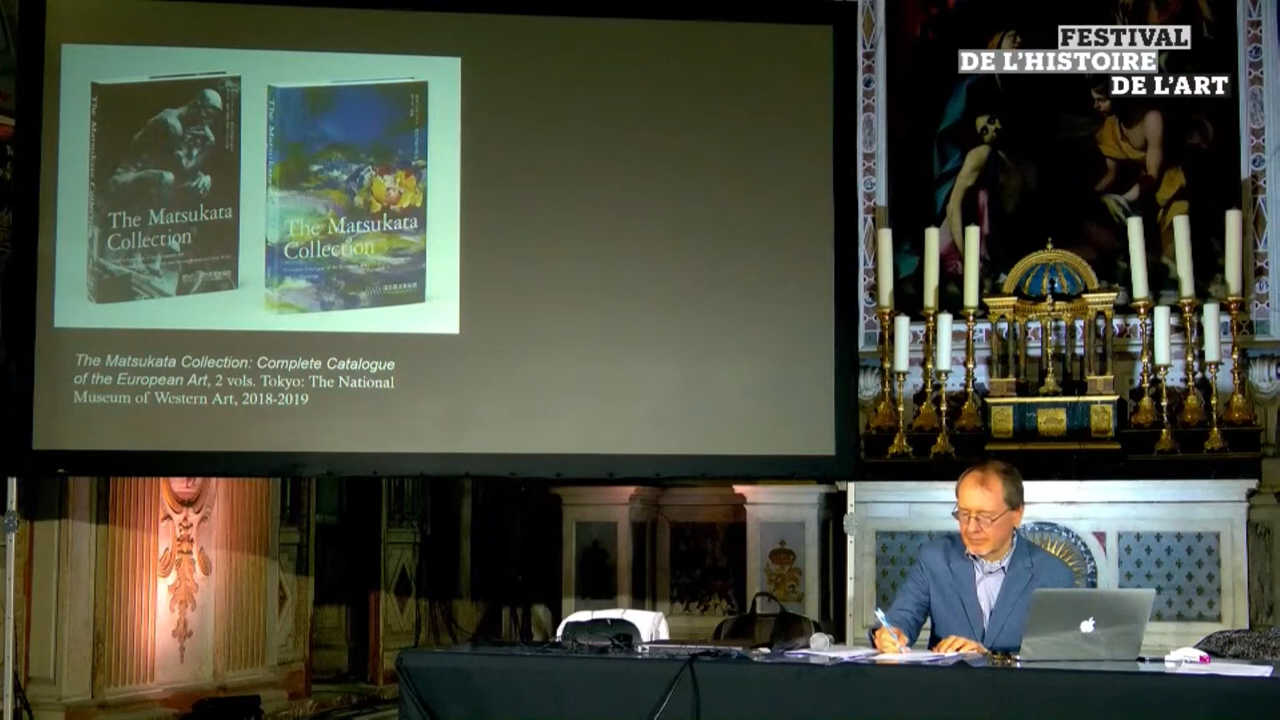 FESTIVAL
DE L'HISTOIRE
DE L'ART
The Matsukata
Collection
The Matsukata
Collection
The Matsukata Collection: Complete Catalogue
of the European Art, 2 vols. Tokyo: The National
Museum of Western Art, 2018-2019